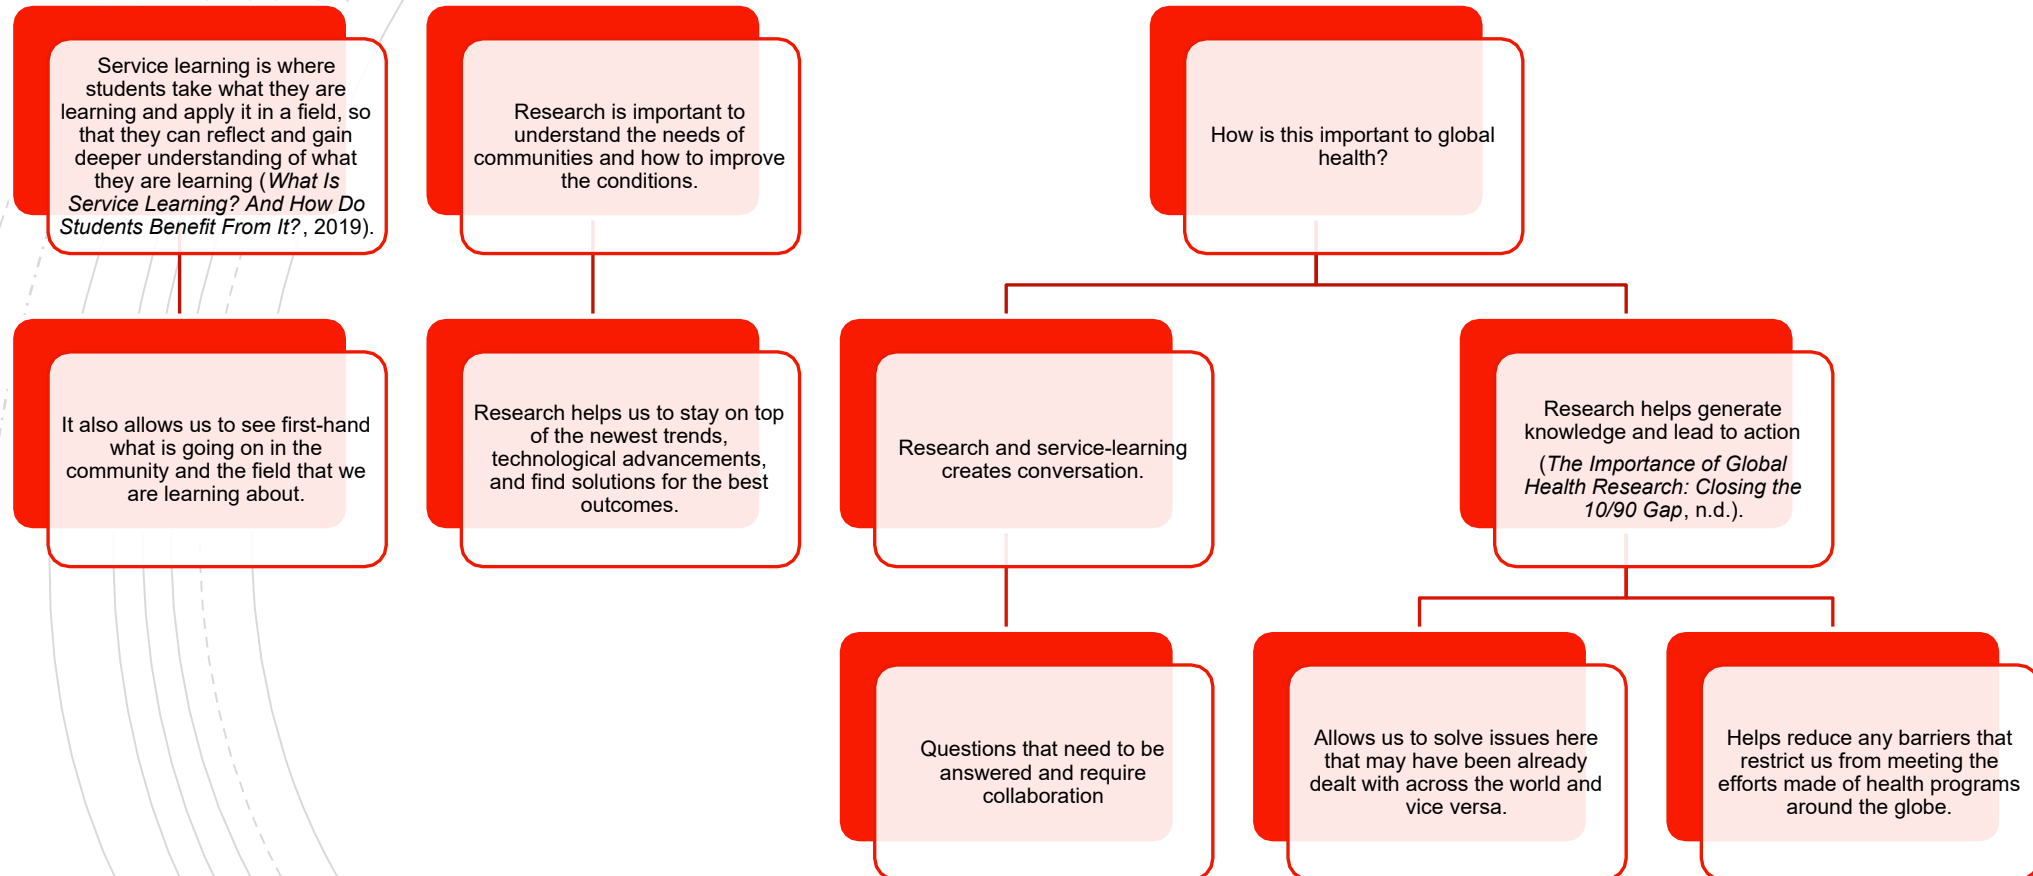 Service learning is where
students take what they are
learning and apply it in a field, so
that they can reflect and gain
deeper understanding of what
they are learning (What Is
Service Learning? And How Do
Students Benefit From It?, 2019).
Research is important to
understand the needs of
communities and how to improve
the conditions.
How is this important to global
health?
It also allows us to see first-hand
what is going on in the
community and the field that we
are learning about.
Research helps us to stay on top
of the newest trends,
technological advancements,
and find solutions for the best
outcomes.
Research and service-learning
creates conversation.
Research helps generate
knowledge and lead to action
(The Importance of Global
Health Research: Closing the
10/90 Gap, n.d.).
Questions that need to be
answered and require
collaboration
Allows us to solve issues here
that may have been already
dealt with across the world and
vice versa.
Helps reduce any barriers that
restrict us from meeting the
efforts made of health programs
around the globe.